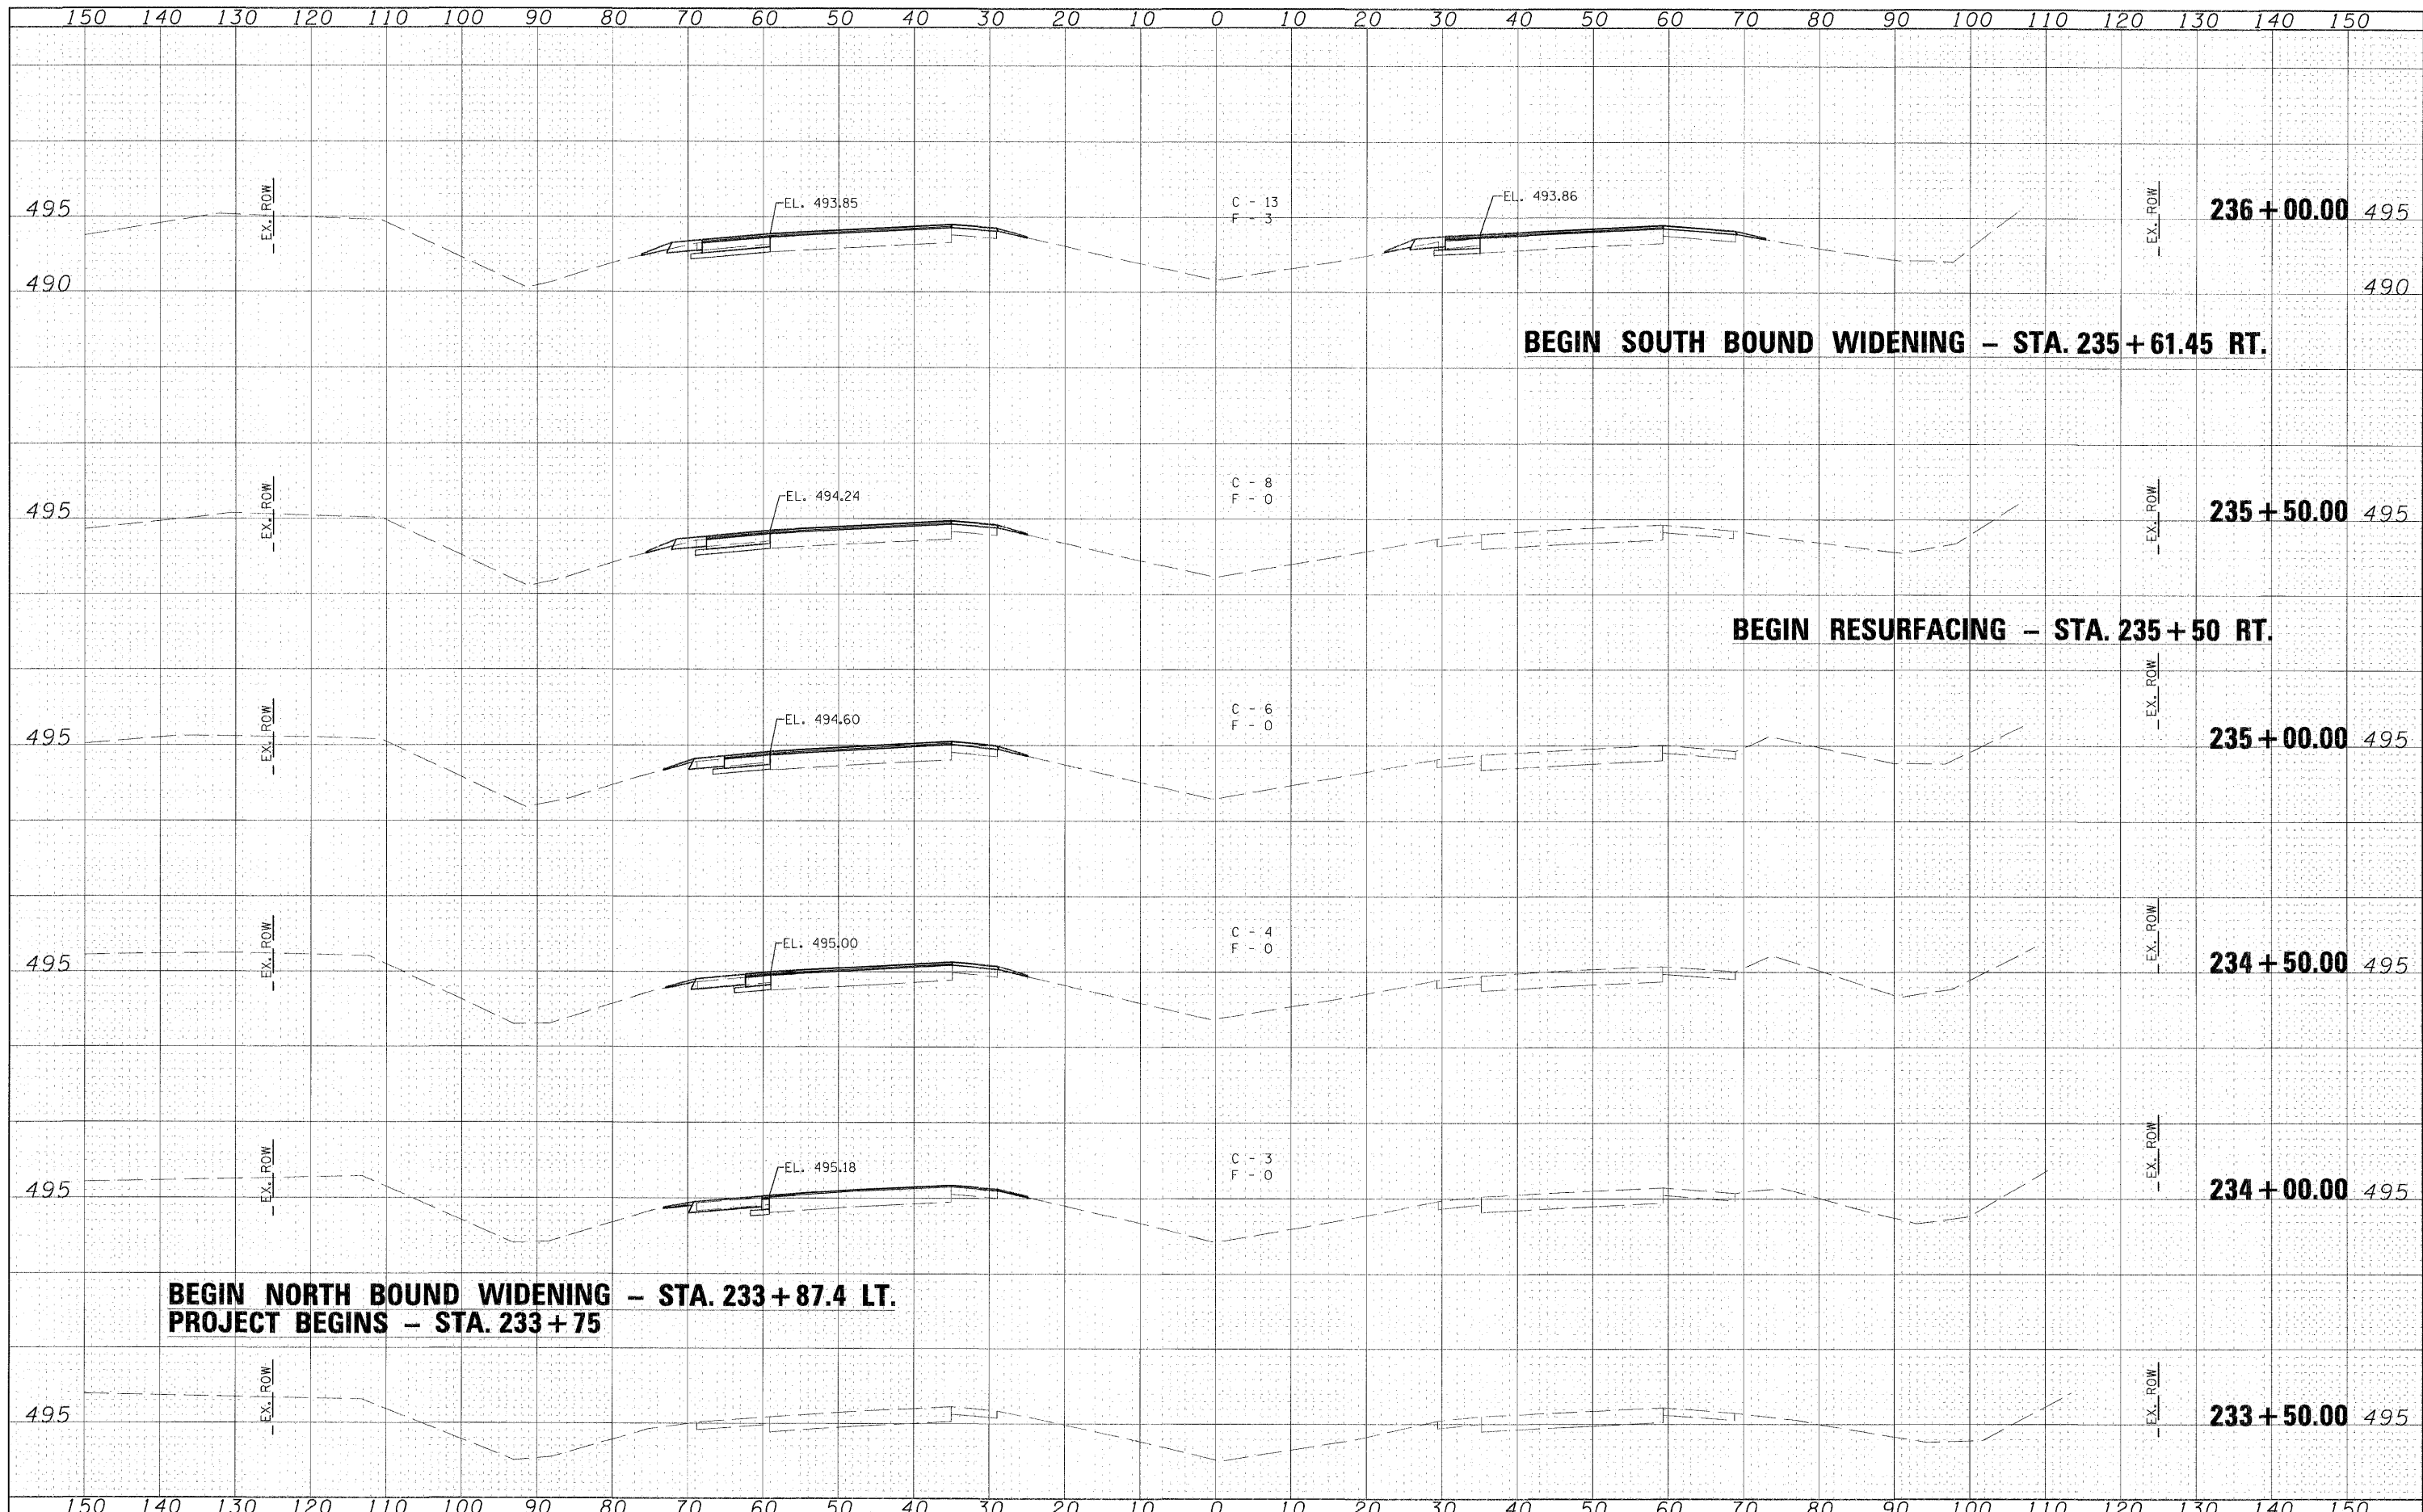 150 140 130 120 110 100 90 80 70 60 50 40 30 20 10 0 10 20 30 40 50 60 70 80 90 100 110 120 130 140 150
EX. ROW
EL. 493.85
C - 13
F - 3
EL. 493.86
EX. ROW
495 236+00.00 495
490 490
BEGIN SOUTH BOUND WIDENING - STA. 235+61.45 RT.
EX. ROW
EL. 494.24
C - 8
F - 0
EX. ROW
495 235+50.00 495
BEGIN RESURFACING - STA. 235+50 RT.
EX. ROW
EL. 494.60
C - 6
F - 0
EX. ROW
495 235+00.00 495
EX. ROW
EL. 495.00
C - 4
F - 0
EX. ROW
495 234+50.00 495
EX. ROW
EL. 495.18
C - 3
F - 0
EX. ROW
495 234+00.00 495
BEGIN NORTH BOUND WIDENING - STA. 233+87.4 LT.
PROJECT BEGINS - STA. 233+75
EX. ROW
EX. ROW
495 233+50.00 495
150 140 130 120 110 100 90 80 70 60 50 40 30 20 10 0 10 20 30 40 50 60 70 80 90 100 110 120 130 140 150